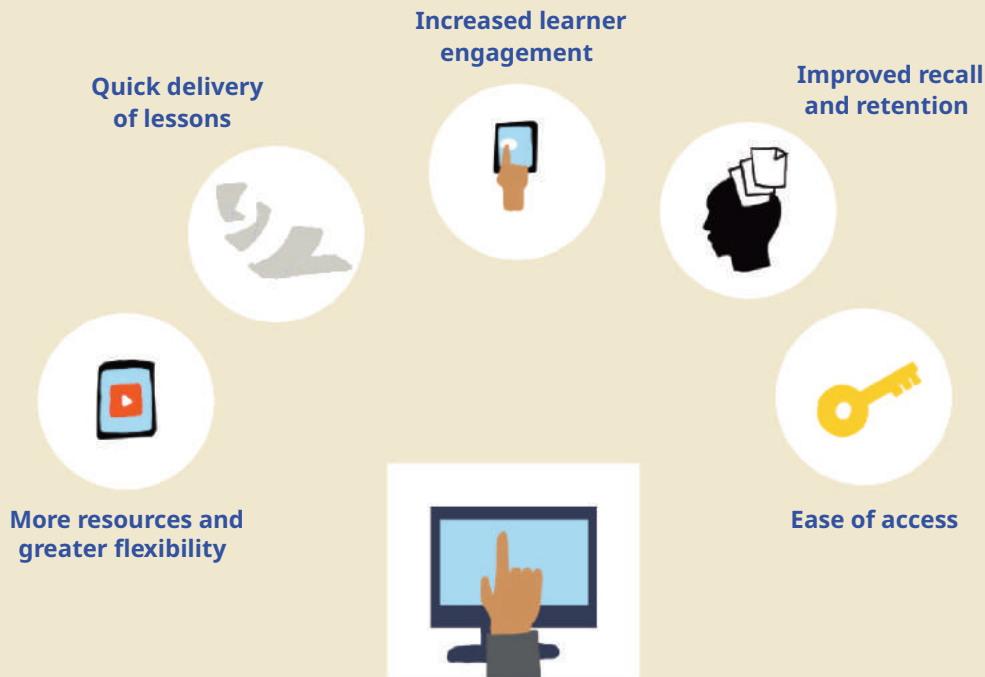 Increased learner
engagement
Quick delivery
of lessons
Improved recall
and retention
More resources and
greater flexibility
Ease of access